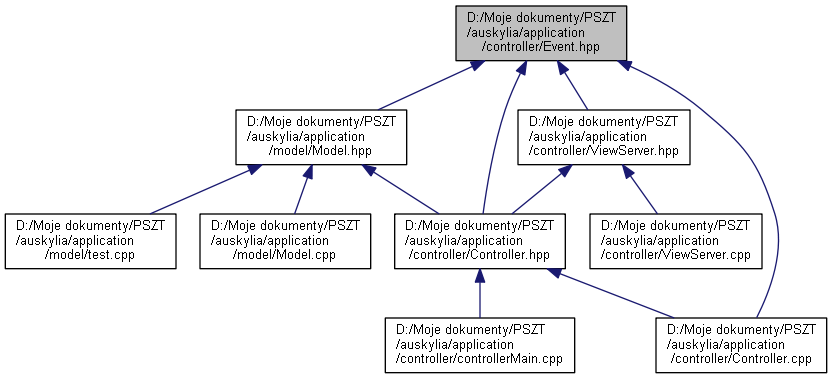 D:/Moje dokumenty/PSZT
/auskylia/application
/controller/Event.hpp
D:/Moje dokumenty/PSZT
/auskylia/application
/model/Model.hpp
D:/Moje dokumenty/PSZT
/auskylia/application
/controller/ViewServer.hpp
D:/Moje dokumenty/PSZT
/auskylia/application
/model/test.cpp
D:/Moje dokumenty/PSZT
/auskylia/application
/model/Model.cpp
D:/Moje dokumenty/PSZT
/auskylia/application
/controller/Controller.hpp
D:/Moje dokumenty/PSZT
/auskylia/application
/controller/ViewServer.cpp
D:/Moje dokumenty/PSZT
/auskylia/application
/controller/controllerMain.cpp
D:/Moje dokumenty/PSZT
/auskylia/application
/controller/Controller.cpp